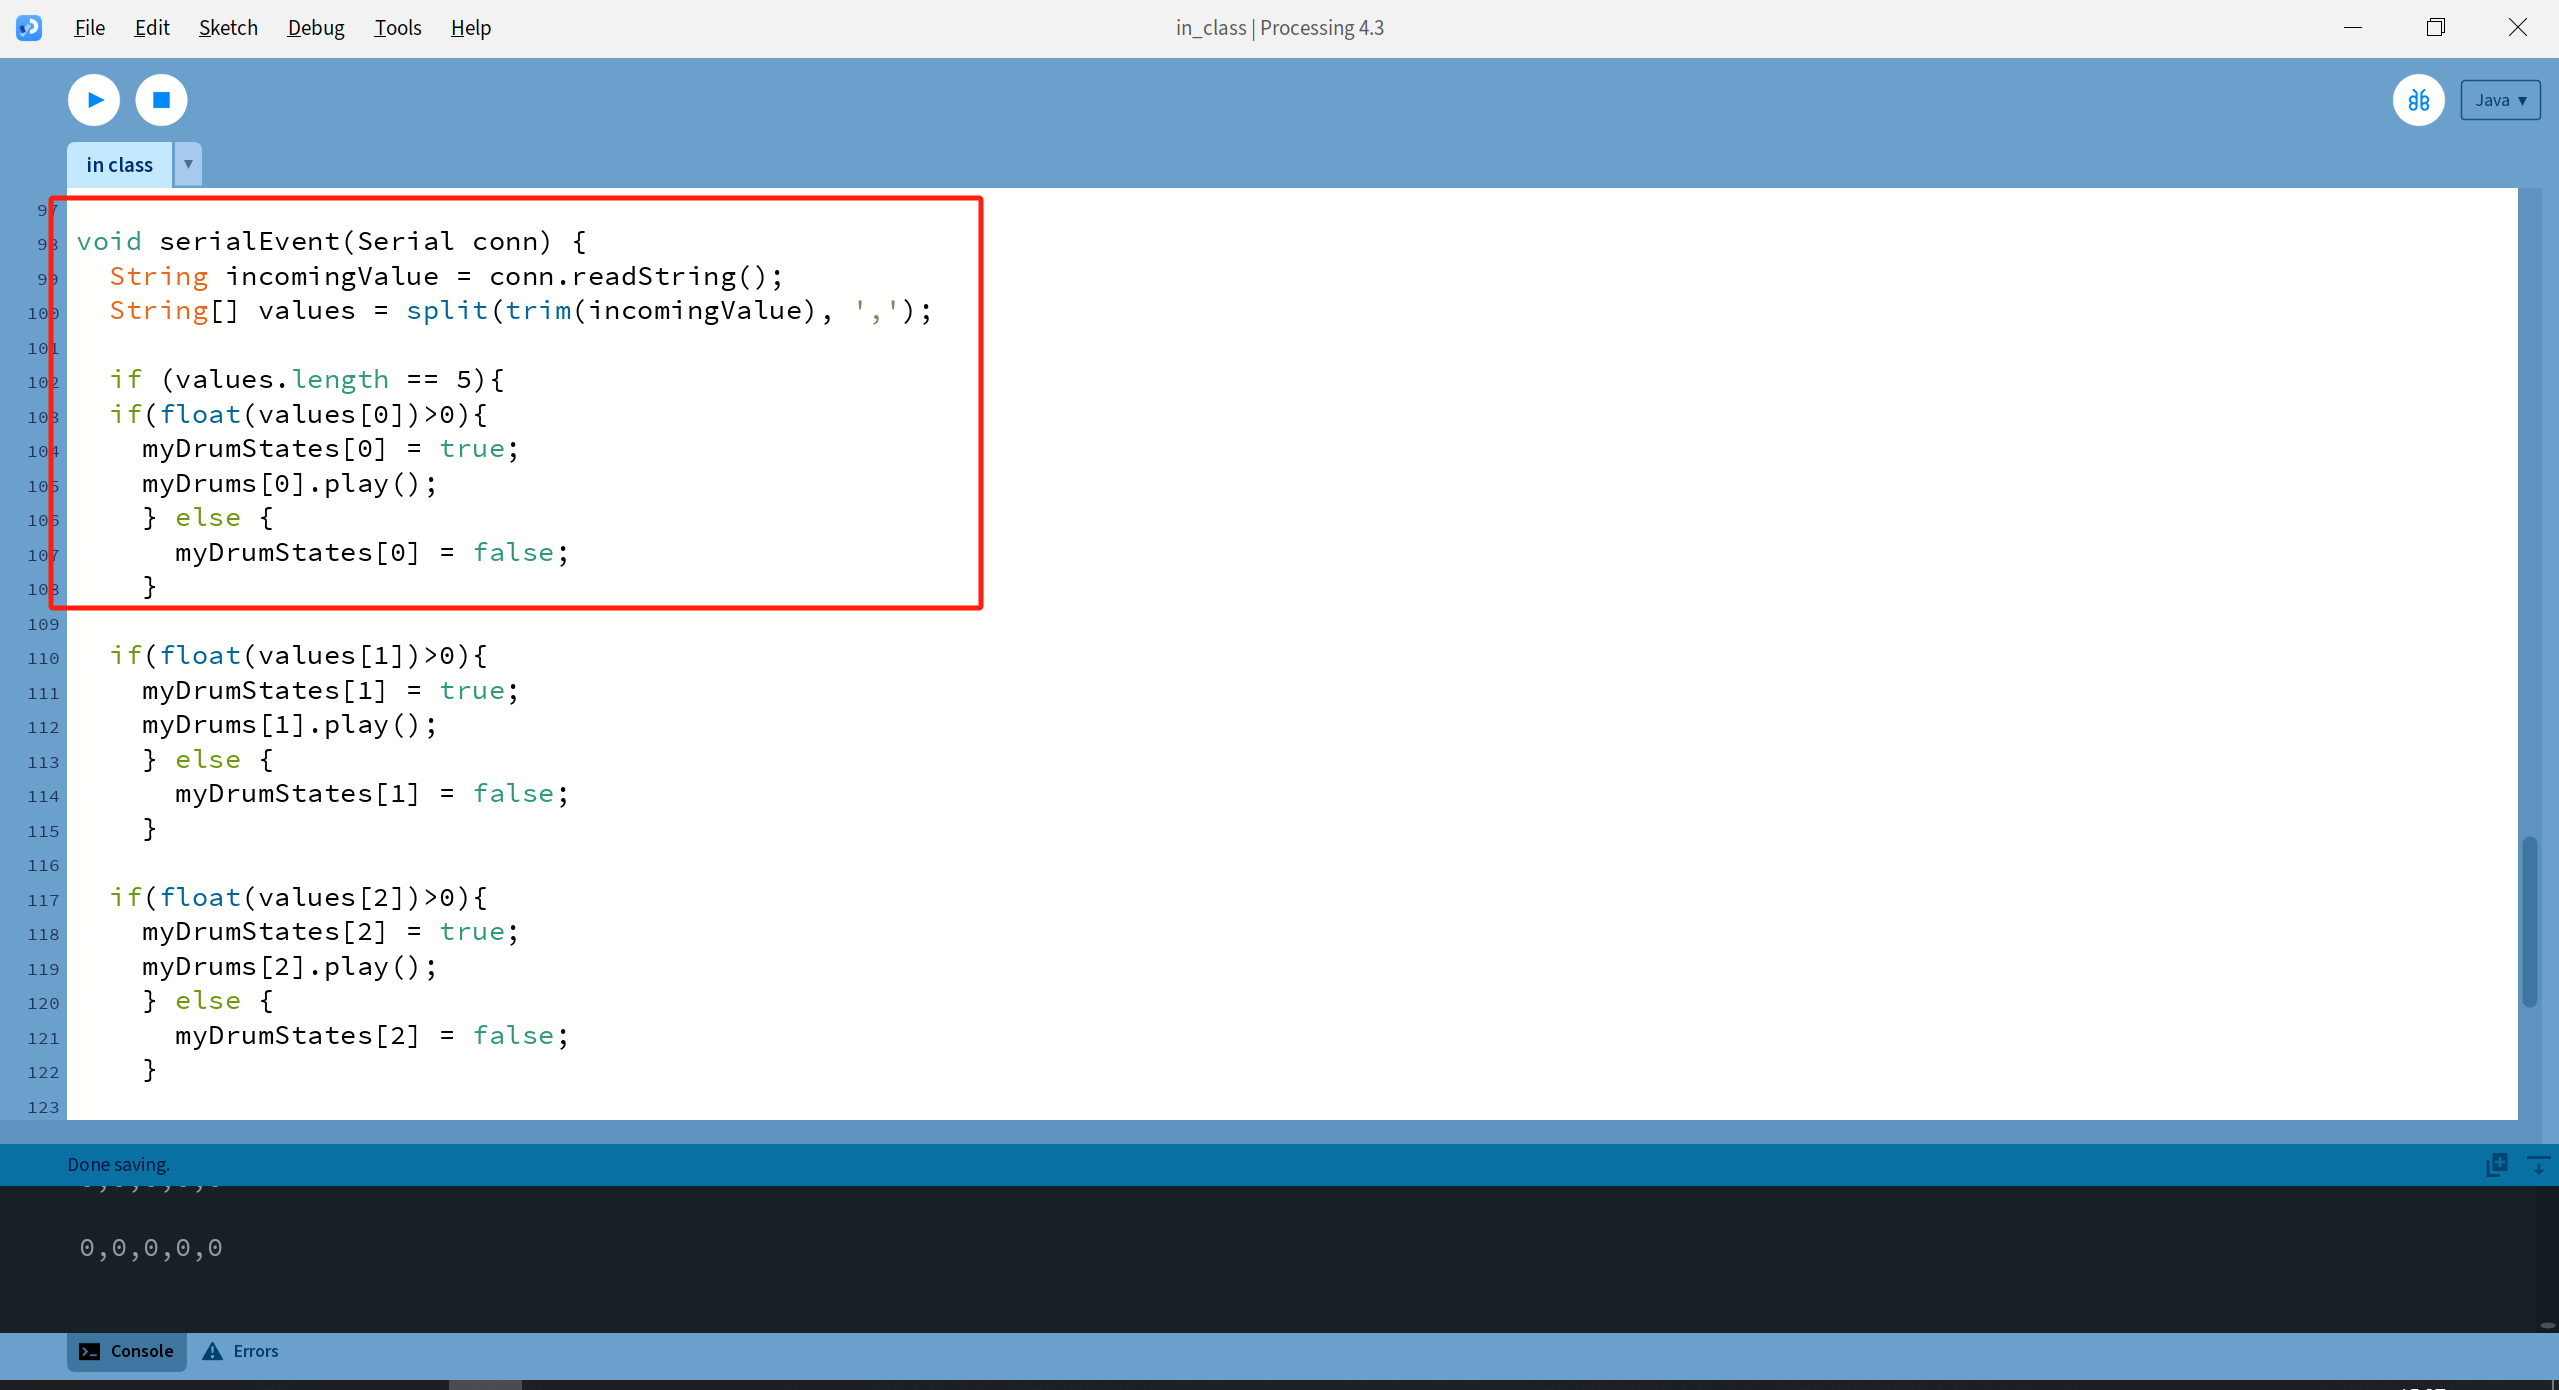 File Edit Sketch Debug Tools Help
in_class | Processing 4.3
Java ▾
in class ▾
97
98 void serialEvent(Serial conn) {
99 String incomingValue = conn.readString();
100 String[] values = split(trim(incomingValue), ',');
101
102 if (values.length == 5){
103 if(float(values[0])>0){
104 myDrumStates[0] = true;
105 myDrums[0].play();
106 } else {
107 myDrumStates[0] = false;
108 }
109
110 if(float(values[1])>0){
111 myDrumStates[1] = true;
112 myDrums[1].play();
113 } else {
114 myDrumStates[1] = false;
115 }
116
117 if(float(values[2])>0){
118 myDrumStates[2] = true;
119 myDrums[2].play();
120 } else {
121 myDrumStates[2] = false;
122 }
123
Done saving.
0,0,0,0,0
Console Errors